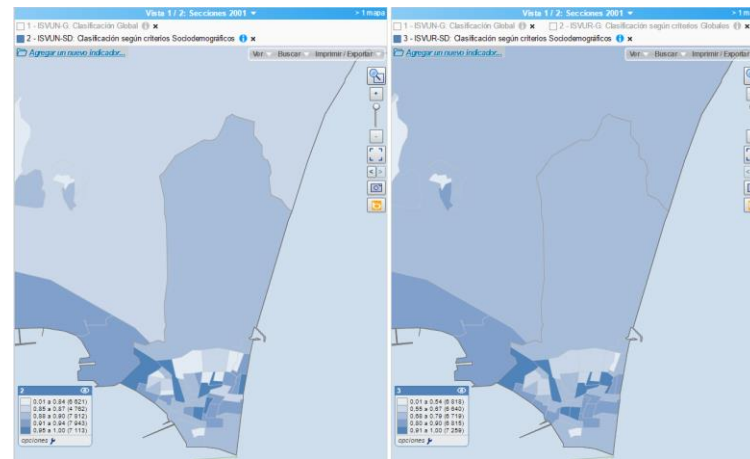 Vista 1 / 2: Secciones 2001
> 1 mapa
1 - ISVUN-G: Clasificación Global
2 - ISVUN-SD: Clasificación según criterios Sociodemográficos
Agregar un nuevo indicador...
Ver
Buscar
Imprimir / Exportar
2
0,01 a 0,84 (6 621)
0,85 a 0,87 (4 762)
0,88 a 0,90 (7 912)
0,91 a 0,94 (7 943)
0,95 a 1,00 (7 113)
opciones
Vista 1 / 2: Secciones 2001
> 1 m
1 - ISVUN-G: Clasificación Global
2 - ISVUR-G: Clasificación según criterios Globales
3 - ISVUR-SD: Clasificación según criterios Sociodemográficos
Agregar un nuevo indicador...
Ver
Buscar
Imprimir / Exportar
3
0,01 a 0,54 (6 818)
0,55 a 0,67 (6 640)
0,68 a 0,79 (6 719)
0,80 a 0,90 (6 915)
0,91 a 1,00 (7 259)
opciones